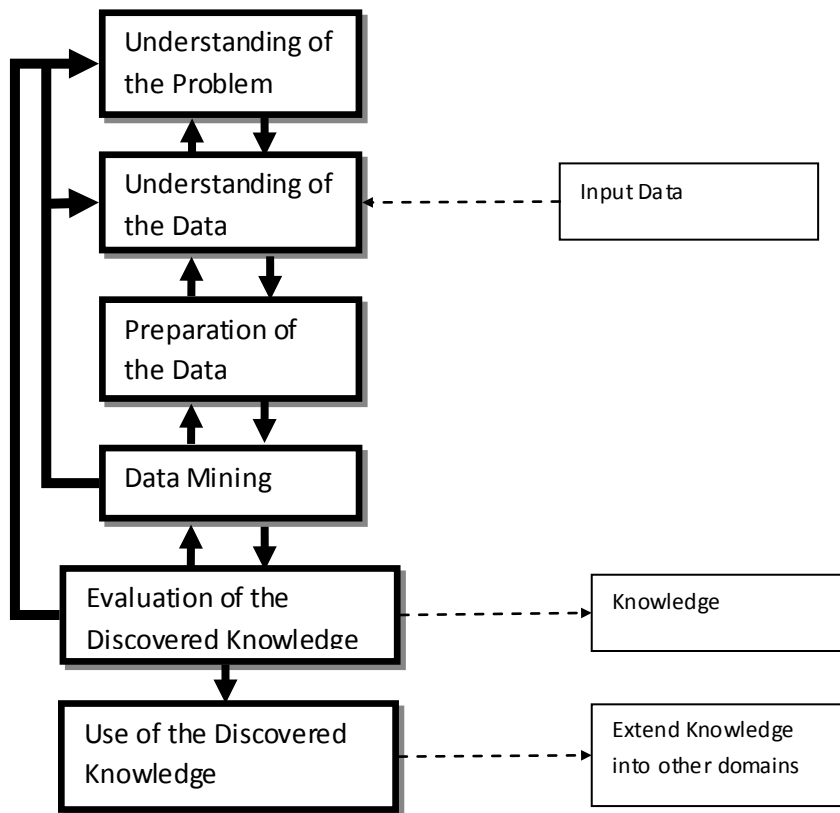 Understanding of
the Problem
Understanding of
the Data
Input Data
Preparation of
the Data
Data Mining
Evaluation of the
Discovered Knowledge
Knowledge
Use of the Discovered
Knowledge
Extend Knowledge
into other domains